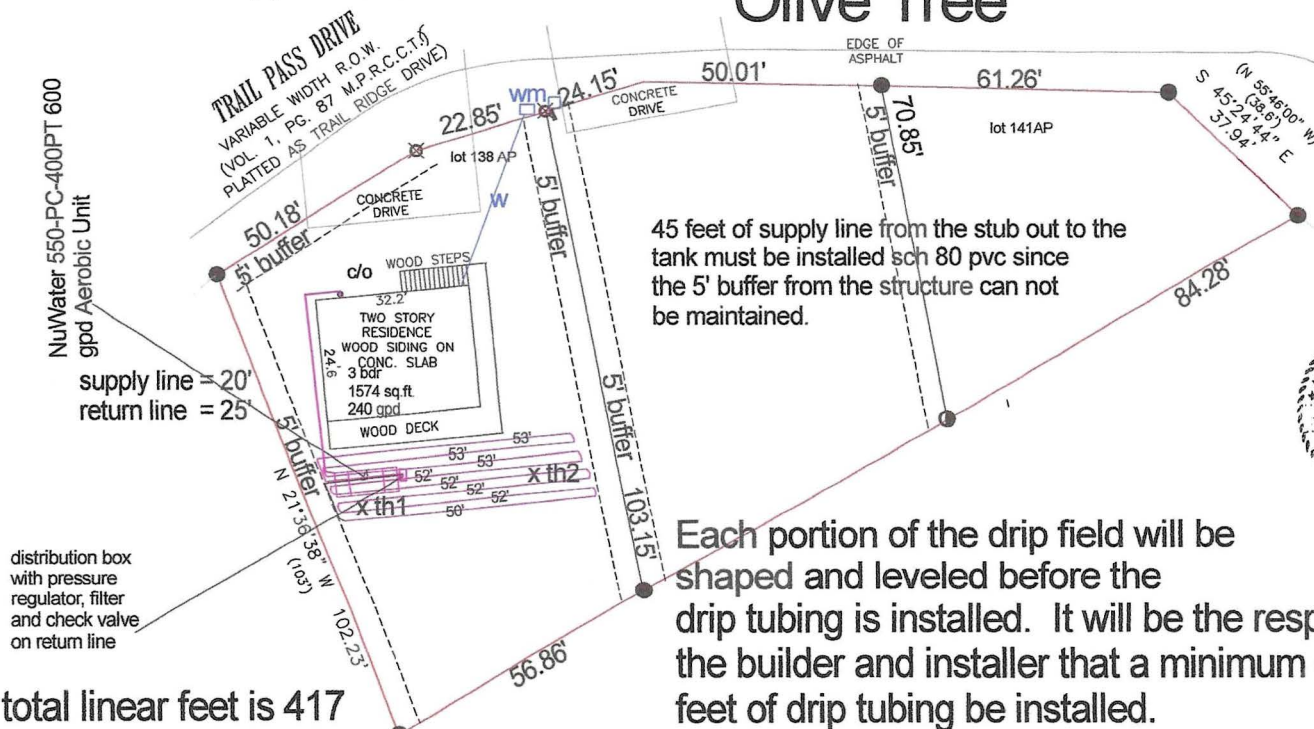 Olive Tree
TRAIL PASS DRIVE
VARIABLE WIDTH R.O.W.
(VOL. 1, PG. 87 M.P.R.C.C.T.)
PLATTED AS TRAIL RIDGE DRIVE)
EDGE OF
ASPHALT
50.18'
22.85'
wm
24.15'
50.01'
61.26'
(N 55°46'00" W)
(38.6')
S 45°24'44" E
37.94'
CONCRETE
DRIVE
lot 138 AP
CONCRETE
DRIVE
lot 141AP
70.85'
5' buffer
5' buffer
5' buffer
w
NuWater 550-PC-400PT 600
gpd Aerobic Unit
c/o
WOOD STEPS
32.2'
24.6'
TWO STORY
RESIDENCE
WOOD SIDING ON
CONC. SLAB
3 bdr
1574 sq.ft.
240 gpd
WOOD DECK
45 feet of supply line from the stub out to the
tank must be installed sch 80 pvc since
the 5' buffer from the structure can not
be maintained.
84.28'
supply line = 20'
return line = 25'
5' buffer
5' buffer
53'
53'
53'
52'
52'
52'
52'
50'
x th1
x th2
N 21°36'38" W
(103')
102.23'
103.15'
56.86'
distribution box
with pressure
regulator, filter
and check valve
on return line
total linear feet is 417
Each portion of the drip field will be
shaped and leveled before the
drip tubing is installed. It will be the resp
the builder and installer that a minimum
feet of drip tubing be installed.